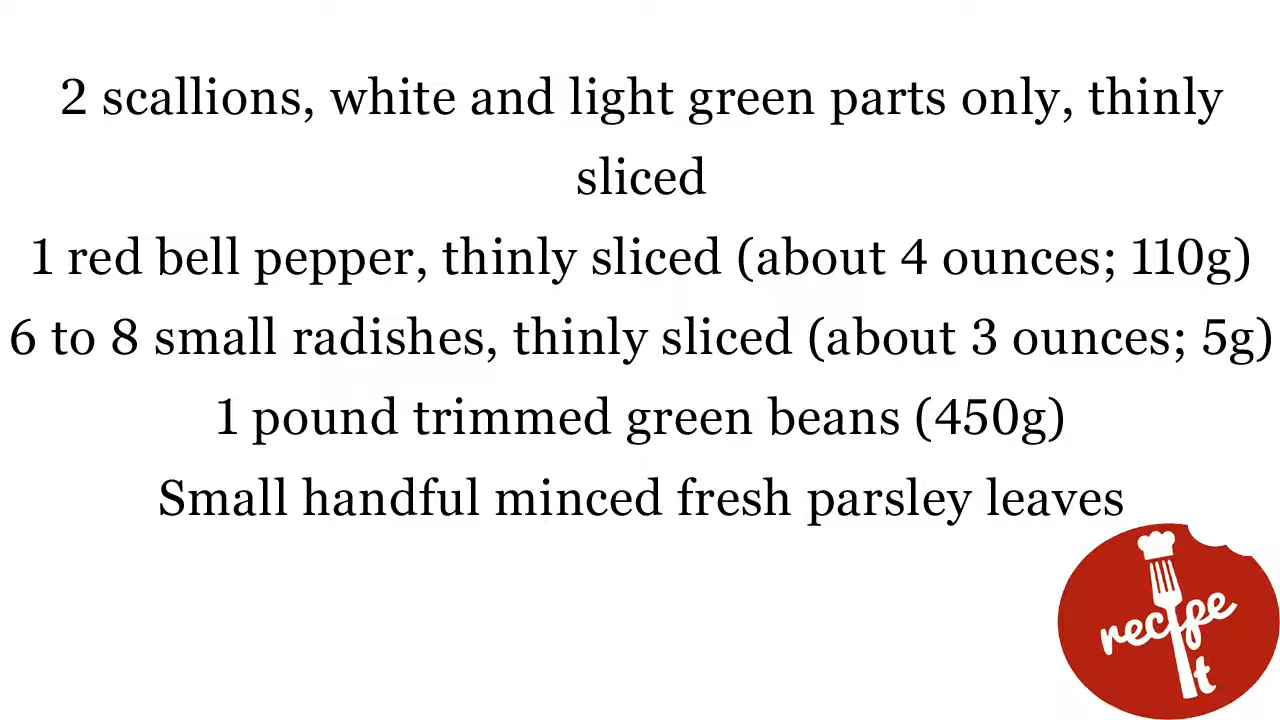 2 scallions, white and light green parts only, thinly
sliced
1 red bell pepper, thinly sliced (about 4 ounces; 110g)
6 to 8 small radishes, thinly sliced (about 3 ounces; 5g)
1 pound trimmed green beans (450g)
Small handful minced fresh parsley leaves
recipe
it